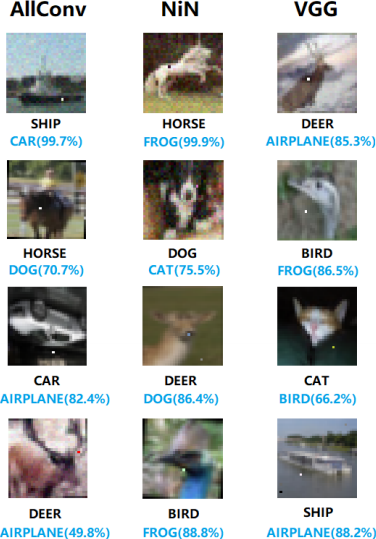 AllConv NiN VGG
SHIP HORSE DEER
CAR(99.7%) FROG(99.9%) AIRPLANE(85.3%)
HORSE DOG BIRD
DOG(70.7%) CAT(75.5%) FROG(86.5%)
CAR DEER CAT
AIRPLANE(82.4%) DOG(86.4%) BIRD(66.2%)
DEER BIRD SHIP
AIRPLANE(49.8%) FROG(88.8%) AIRPLANE(88.2%)